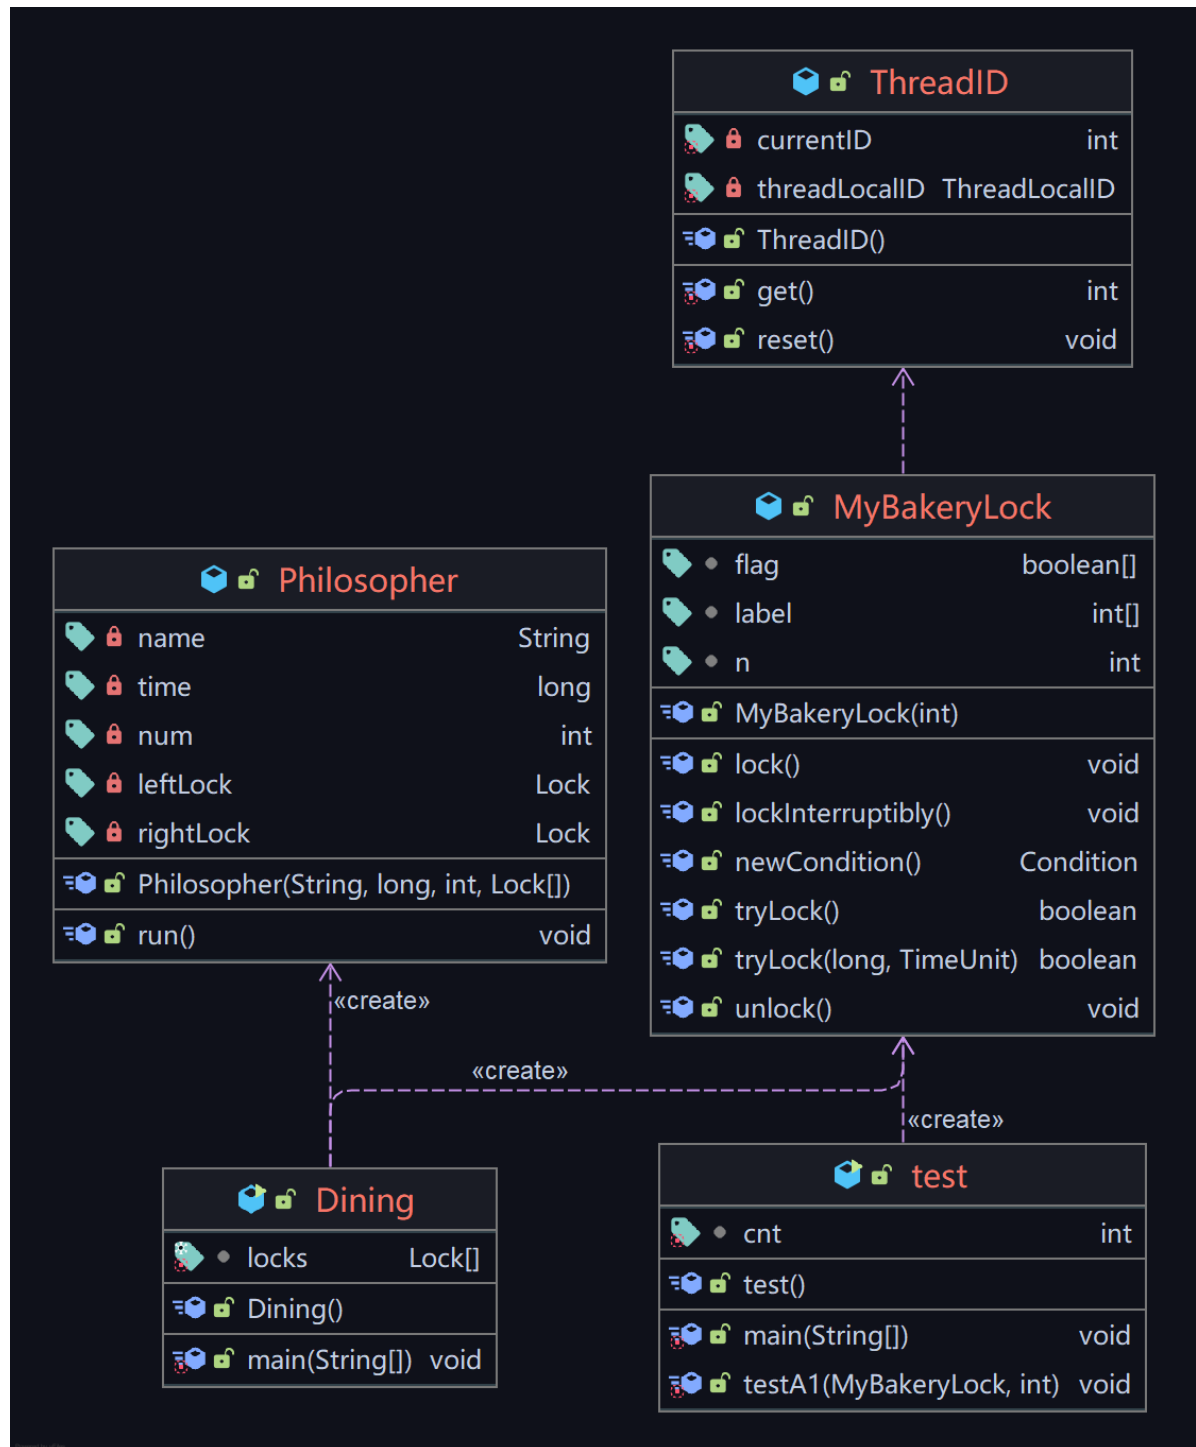 ThreadID
currentID int
threadLocalID ThreadLocalID
ThreadID()
get() int
reset() void
MyBakeryLock
flag boolean[]
label int[]
n int
MyBakeryLock(int)
lock() void
lockInterruptibly() void
newCondition() Condition
tryLock() boolean
tryLock(long, TimeUnit) boolean
unlock() void
Philosopher
name String
time long
num int
leftLock Lock
rightLock Lock
Philosopher(String, long, int, Lock[])
run() void
«create»
«create»
«create»
Dining
locks Lock[]
Dining()
main(String[]) void
test
cnt int
test()
main(String[]) void
testA1(MyBakeryLock, int) void